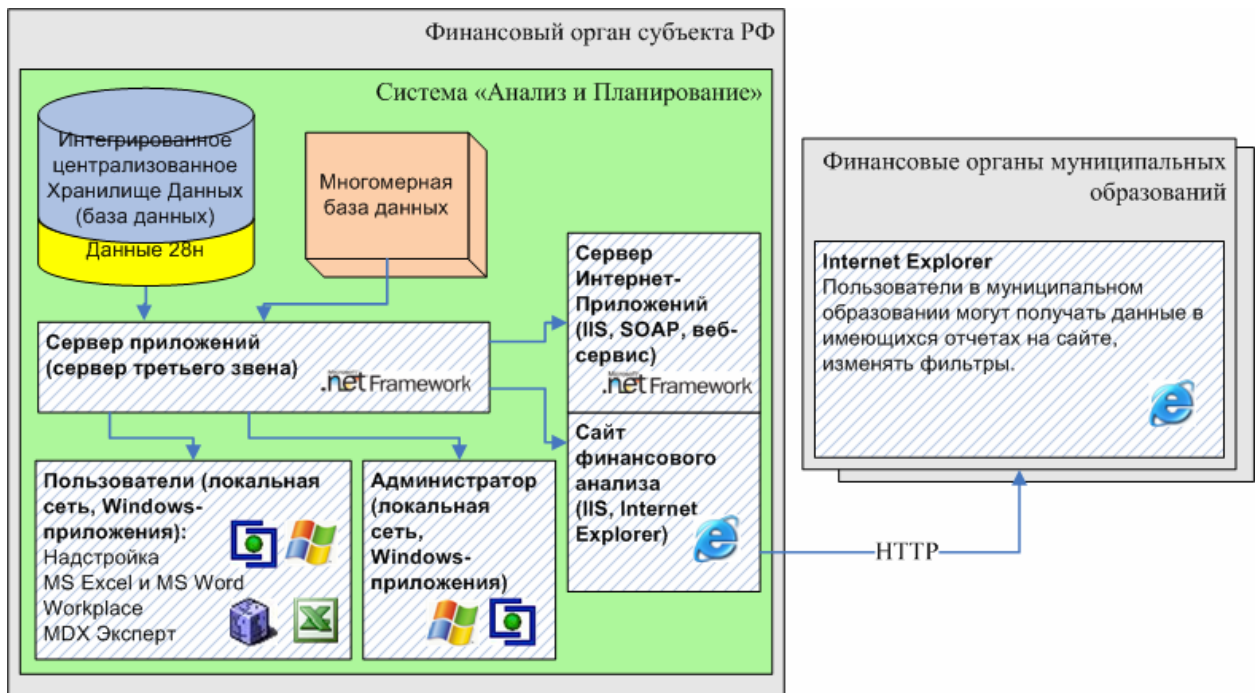 Финансовый орган субъекта РФ
Система «Анализ и Планирование»
Интегрированное
централизованное
Хранилище Данных
(база данных)
Данные 28н
Многомерная
база данных
Сервер приложений
(сервер третьего звена)
Microsoft
.net Framework
Сервер
Интернет-
Приложений
(IIS, SOAP, веб-
сервис)
Microsoft
.net Framework
Сайт
финансового
анализа
(IIS, Internet
Explorer)
Пользователи (локальная
сеть, Windows-
приложения):
Надстройка
MS Excel и MS Word
Workplace
MDX Эксперт
Администратор
(локальная
сеть,
Windows-
приложения)
HTTP
Финансовые органы муниципальных
образований
Internet Explorer
Пользователи в муниципальном
образовании могут получать данные в
имеющихся отчетах на сайте,
изменять фильтры.